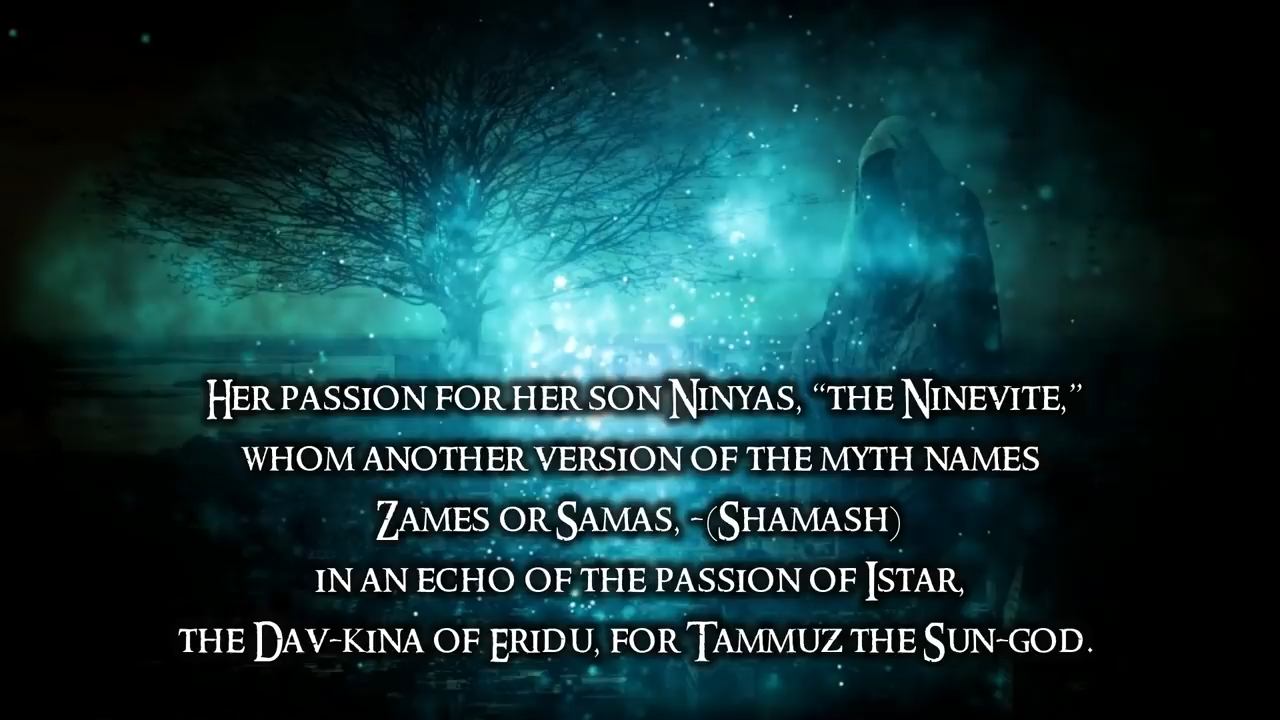 Her passion for her son Ninyas, “the Ninevite,”
whom another version of the myth names
Zames or Samas, -(Shamash)
in an echo of the passion of Istar,
the Dav-kina of Eridu, for Tammuz the Sun-god.